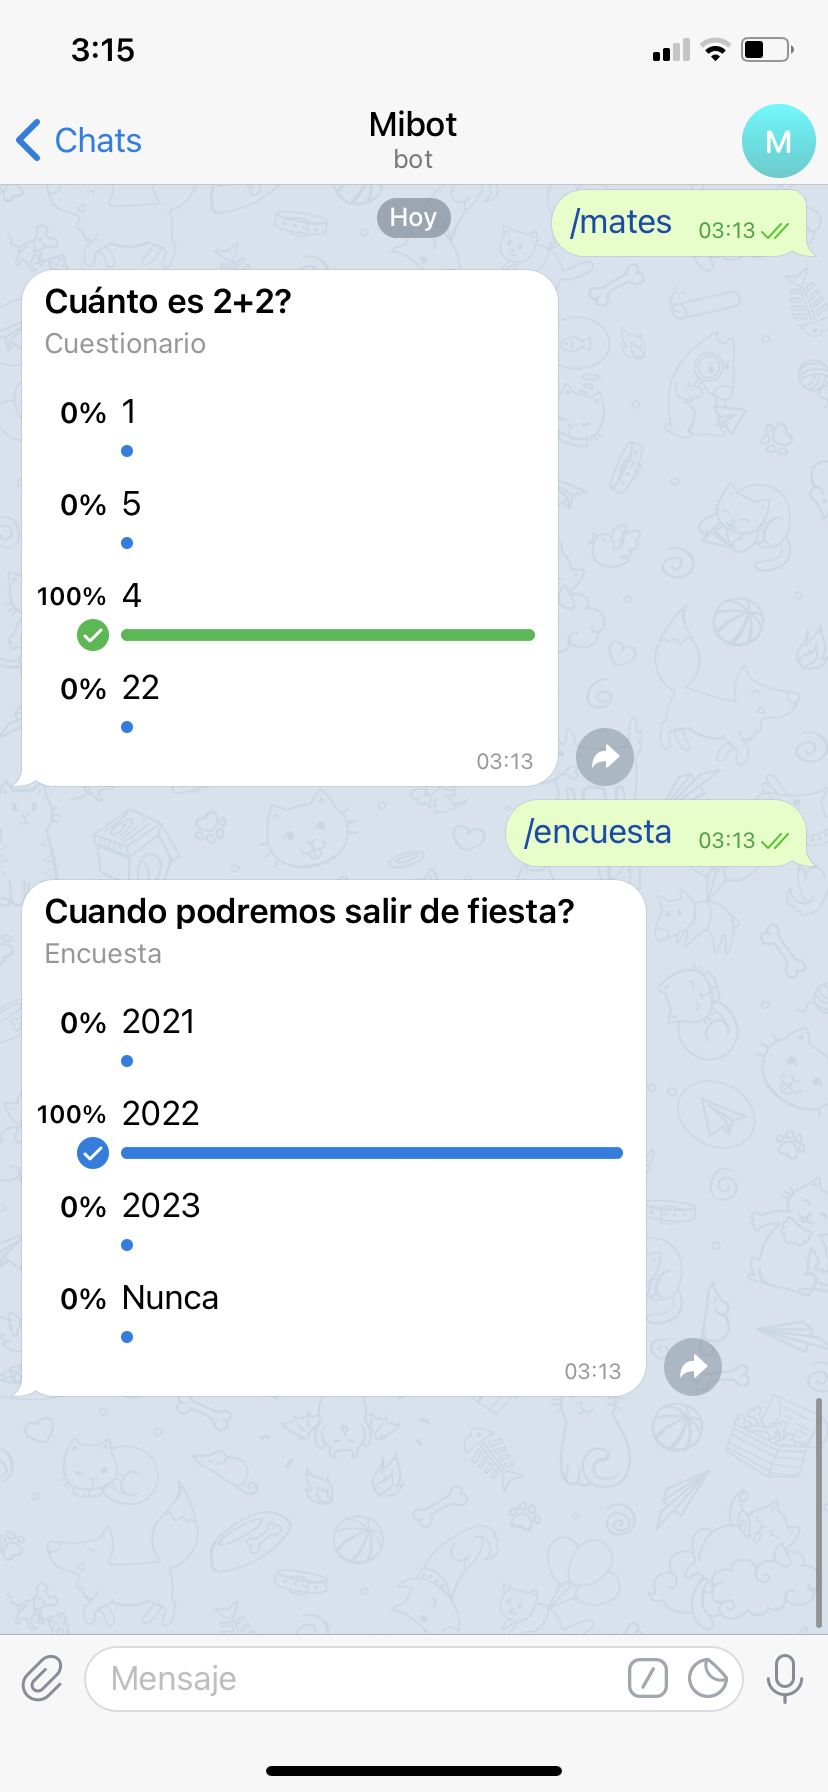 3:15
Chats
Mibot
bot
M
Hoy
/mates 03:13
Cuánto es 2+2?
Cuestionario
0% 1
0% 5
100% 4
0% 22
03:13
/encuesta 03:13
Cuando podremos salir de fiesta?
Encuesta
0% 2021
100% 2022
0% 2023
0% Nunca
03:13
Mensaje